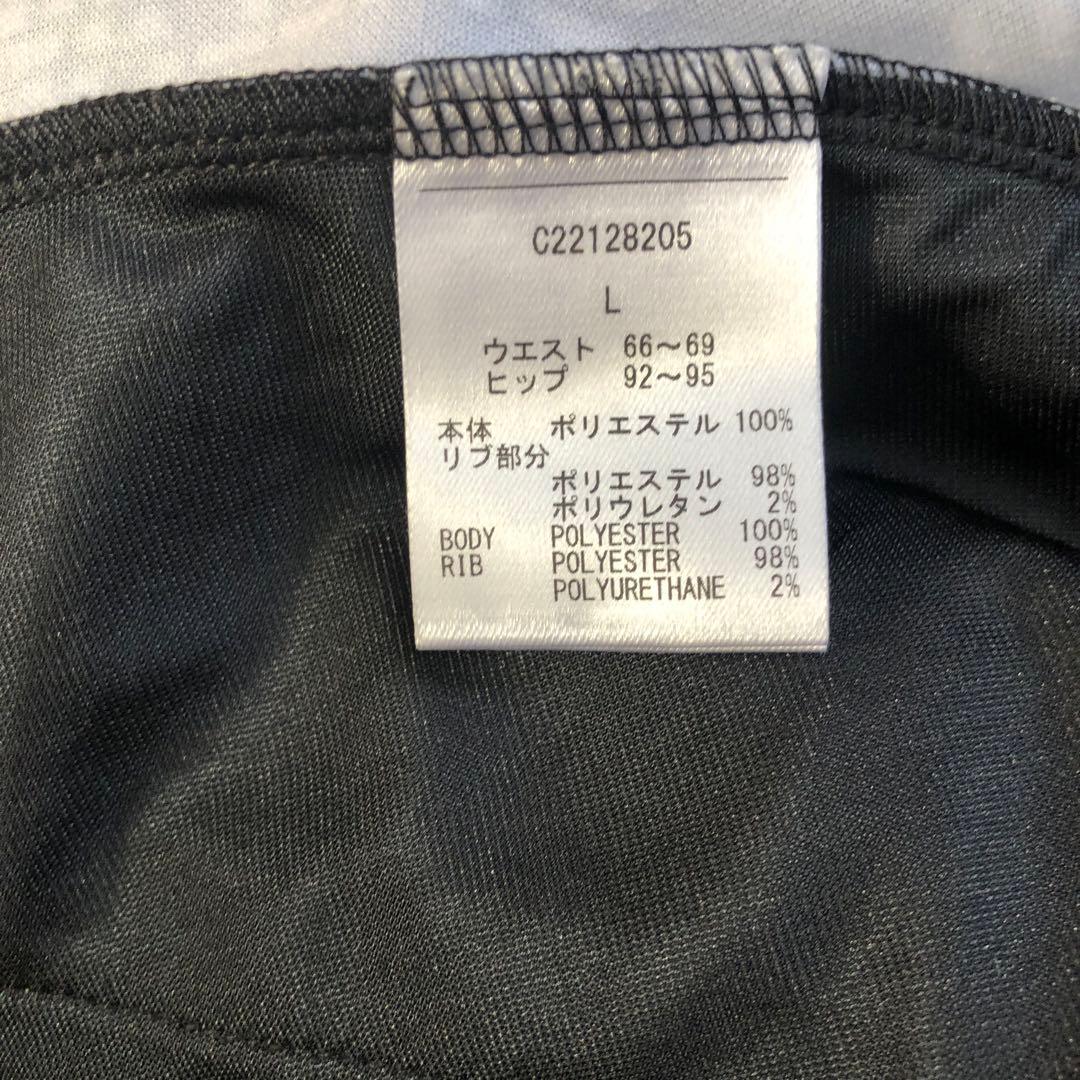 C22128205
L
ウエスト 66～69
ヒップ 92～95
本体 ポリエステル 100%
リブ部分
ポリエステル 98%
ポリウレタン 2%
BODY POLYESTER 100%
RIB POLYESTER 98%
POLYURETHANE 2%